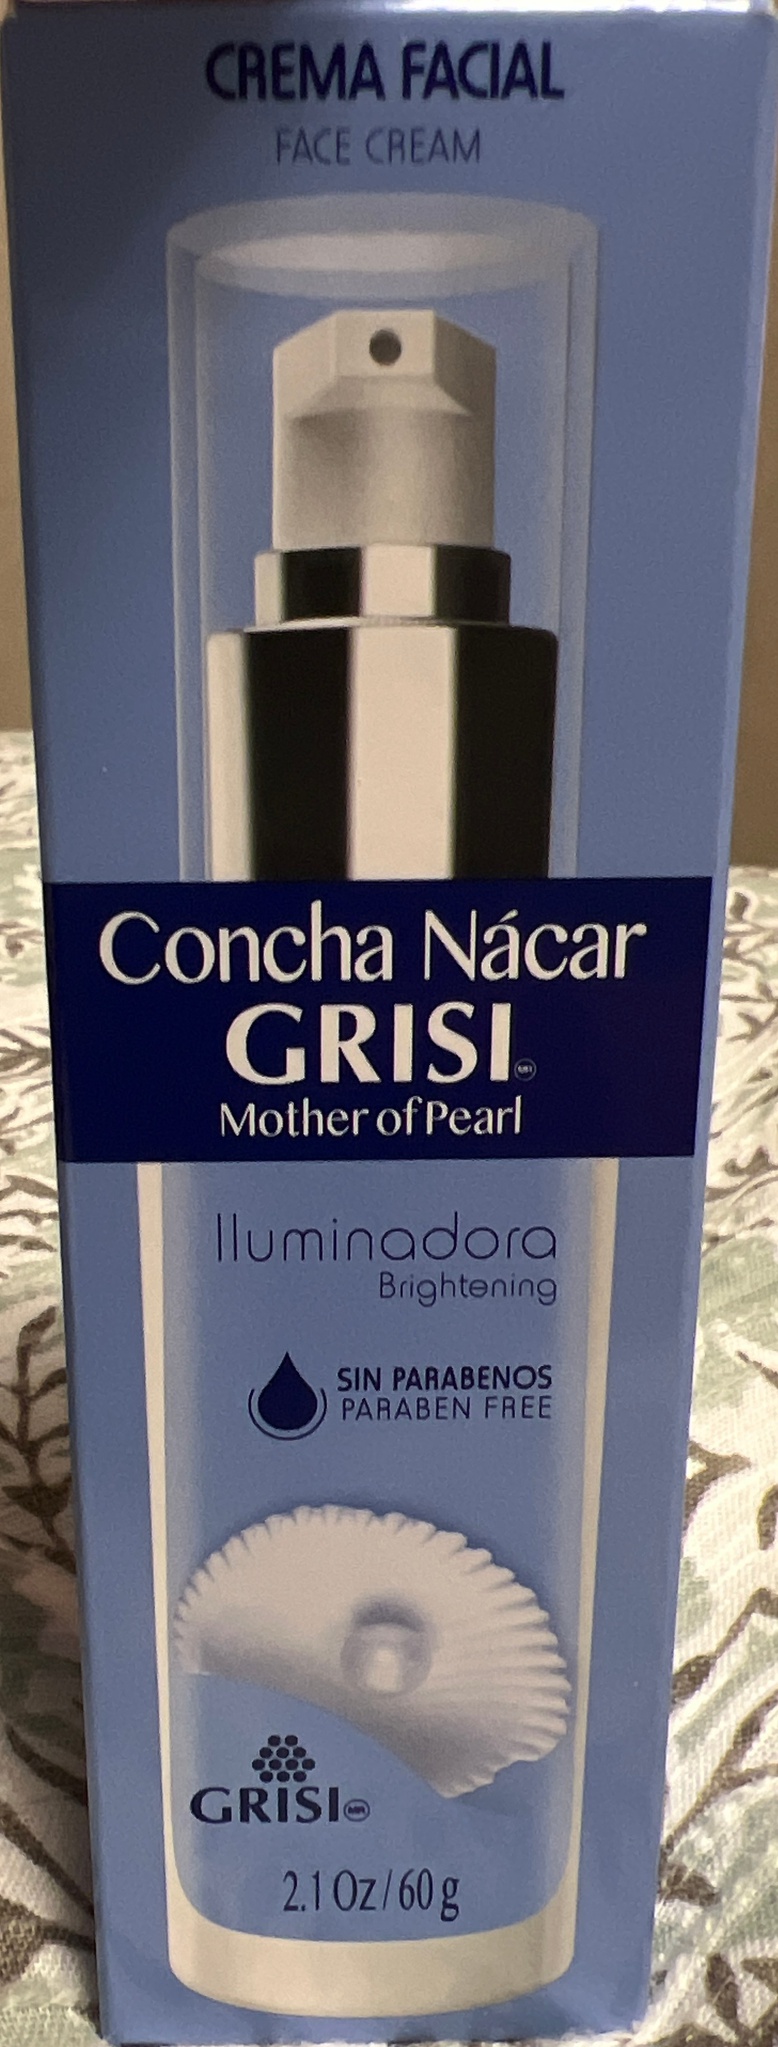 CREMA FACIAL
FACE CREAM
Concha Nácar
GRISI
Mother of Pearl
Iluminadora
Brightening
SIN PARABENOS
PARABEN FREE
GRISI
2.1 Oz/60 g